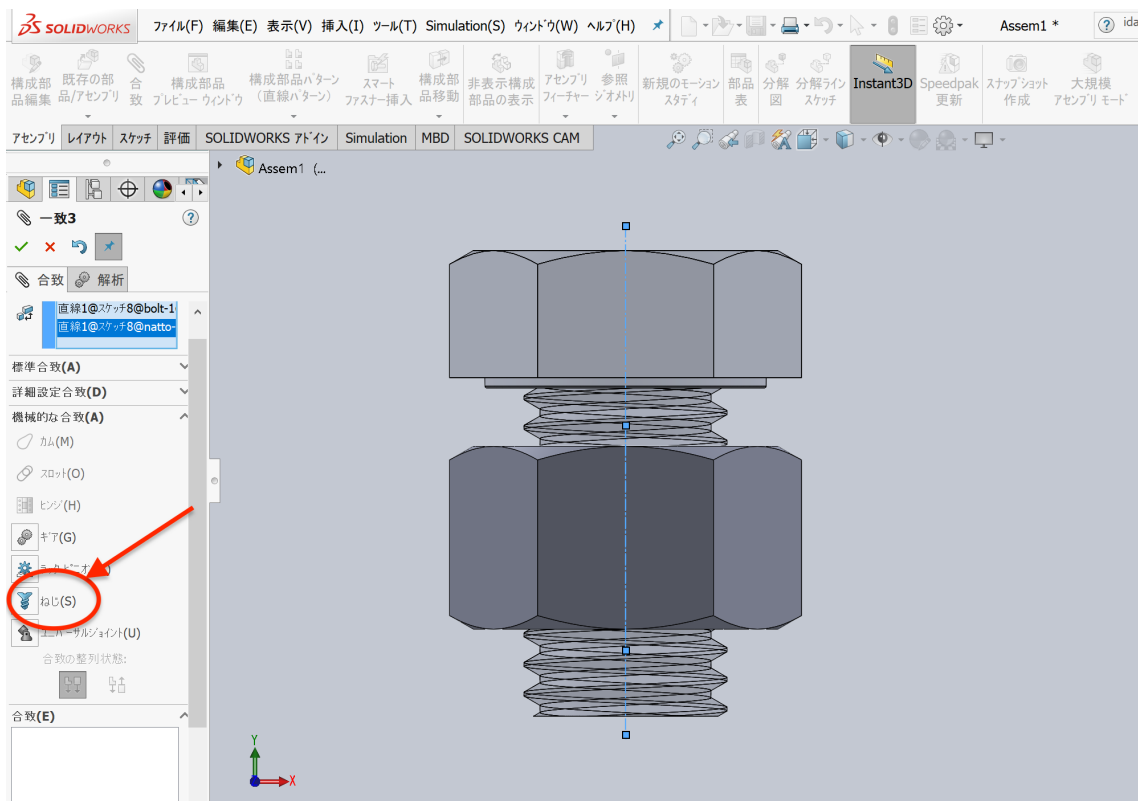 SOLIDWORKS ファイル(F) 編集(E) 表示(V) 挿入(I) ツール(T) Simulation(S) ウィンドウ(W) ヘルプ(H) Assem1 * ida
構成部
品編集
既存の部
品/アセンブリ
合
致
構成部品
プレビュー ウィンドウ
構成部品パターン
(直線パターン)
スマート
ファスナー挿入
構成部
品移動
非表示構成
部品の表示
アセンブリ
フィーチャー
参照
ジオメトリ
新規のモーション
スタディ
部品
表
分解
図
分解ライン
スケッチ
Instant3D
Speedpak
更新
スナップショット
作成
大規模
アセンブリ モード
アセンブリ レイアウト スケッチ 評価 SOLIDWORKS アドイン Simulation MBD SOLIDWORKS CAM
Assem1 (...
一致3
合致 解析
直線1@スケッチ8@bolt-1
直線1@スケッチ8@natto-
標準合致(A)
詳細設定合致(D)
機械的な合致(A)
カム(M)
スロット(O)
ヒンジ(H)
ギア(G)
ねじ(S)
ユニバーサルジョイント(U)
合致の整列状態:
合致(E)
Y
X